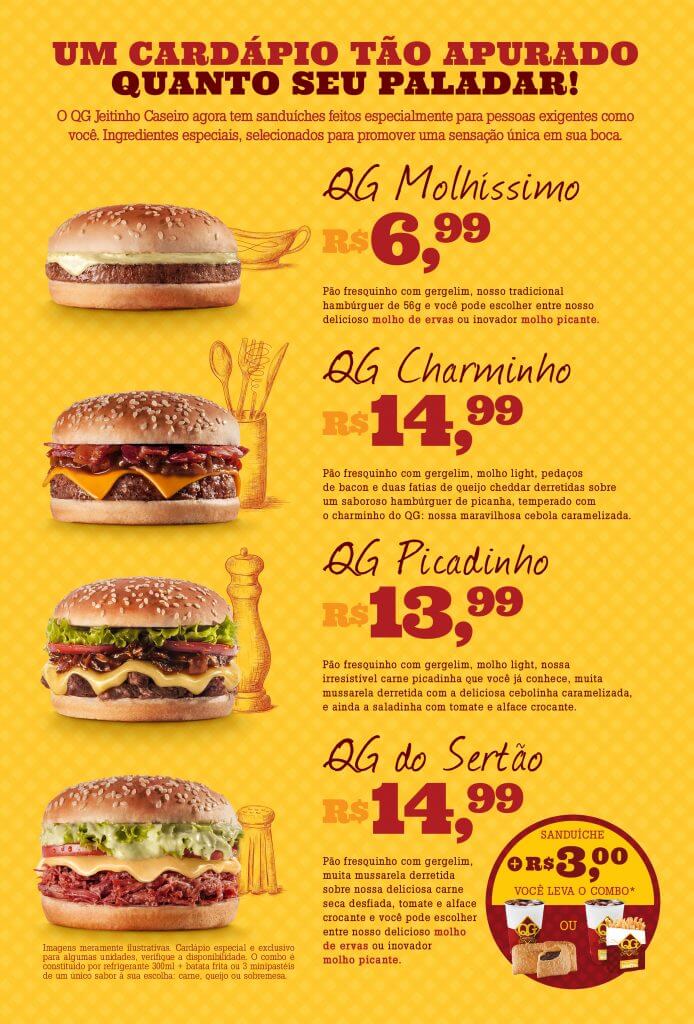 UM CARDÁPIO TÃO APURADO
QUANTO SEU PALADAR!
O QG Jeitinho Caseiro agora tem sanduíches feitos especialmente para pessoas exigentes como
você. Ingredientes especiais, selecionados para promover uma sensação única em sua boca.
QG Molhíssimo
R$6,99
Pão fresquinho com gergelim, nosso tradicional
hambúrguer de 56g e você pode escolher entre nosso
delicioso molho de ervas ou inovador molho picante.
QG Charminho
R$14,99
Pão fresquinho com gergelim, molho light, pedaços
de bacon e duas fatias de queijo cheddar derretidas sobre
um saboroso hambúrguer de picanha, temperado com
o charminho do QG: nossa maravilhosa cebola caramelizada.
QG Picadinho
R$13,99
Pão fresquinho com gergelim, molho light, nossa
irresistível carne picadinha que você já conhece, muita
mussarela derretida com a deliciosa cebolinha caramelizada,
e ainda a saladinha com tomate e alface crocante.
QG do Sertão
R$14,99
Pão fresquinho com gergelim,
muita mussarela derretida
sobre nossa deliciosa carne
seca desfiada, tomate e alface
crocante e você pode escolher
entre nosso delicioso molho
de ervas ou inovador
molho picante.
SANDUÍCHE
+R$3,00
VOCÊ LEVA O COMBO*
OU
QG
QG
QG
Imagens meramente ilustrativas. Cardápio especial e exclusivo
para algumas unidades, verifique a disponibilidade. O combo é
constituído por refrigerante 300ml + batata frita ou 3 minipastéis
de um único sabor à sua escolha: carne, queijo ou sobremesa.